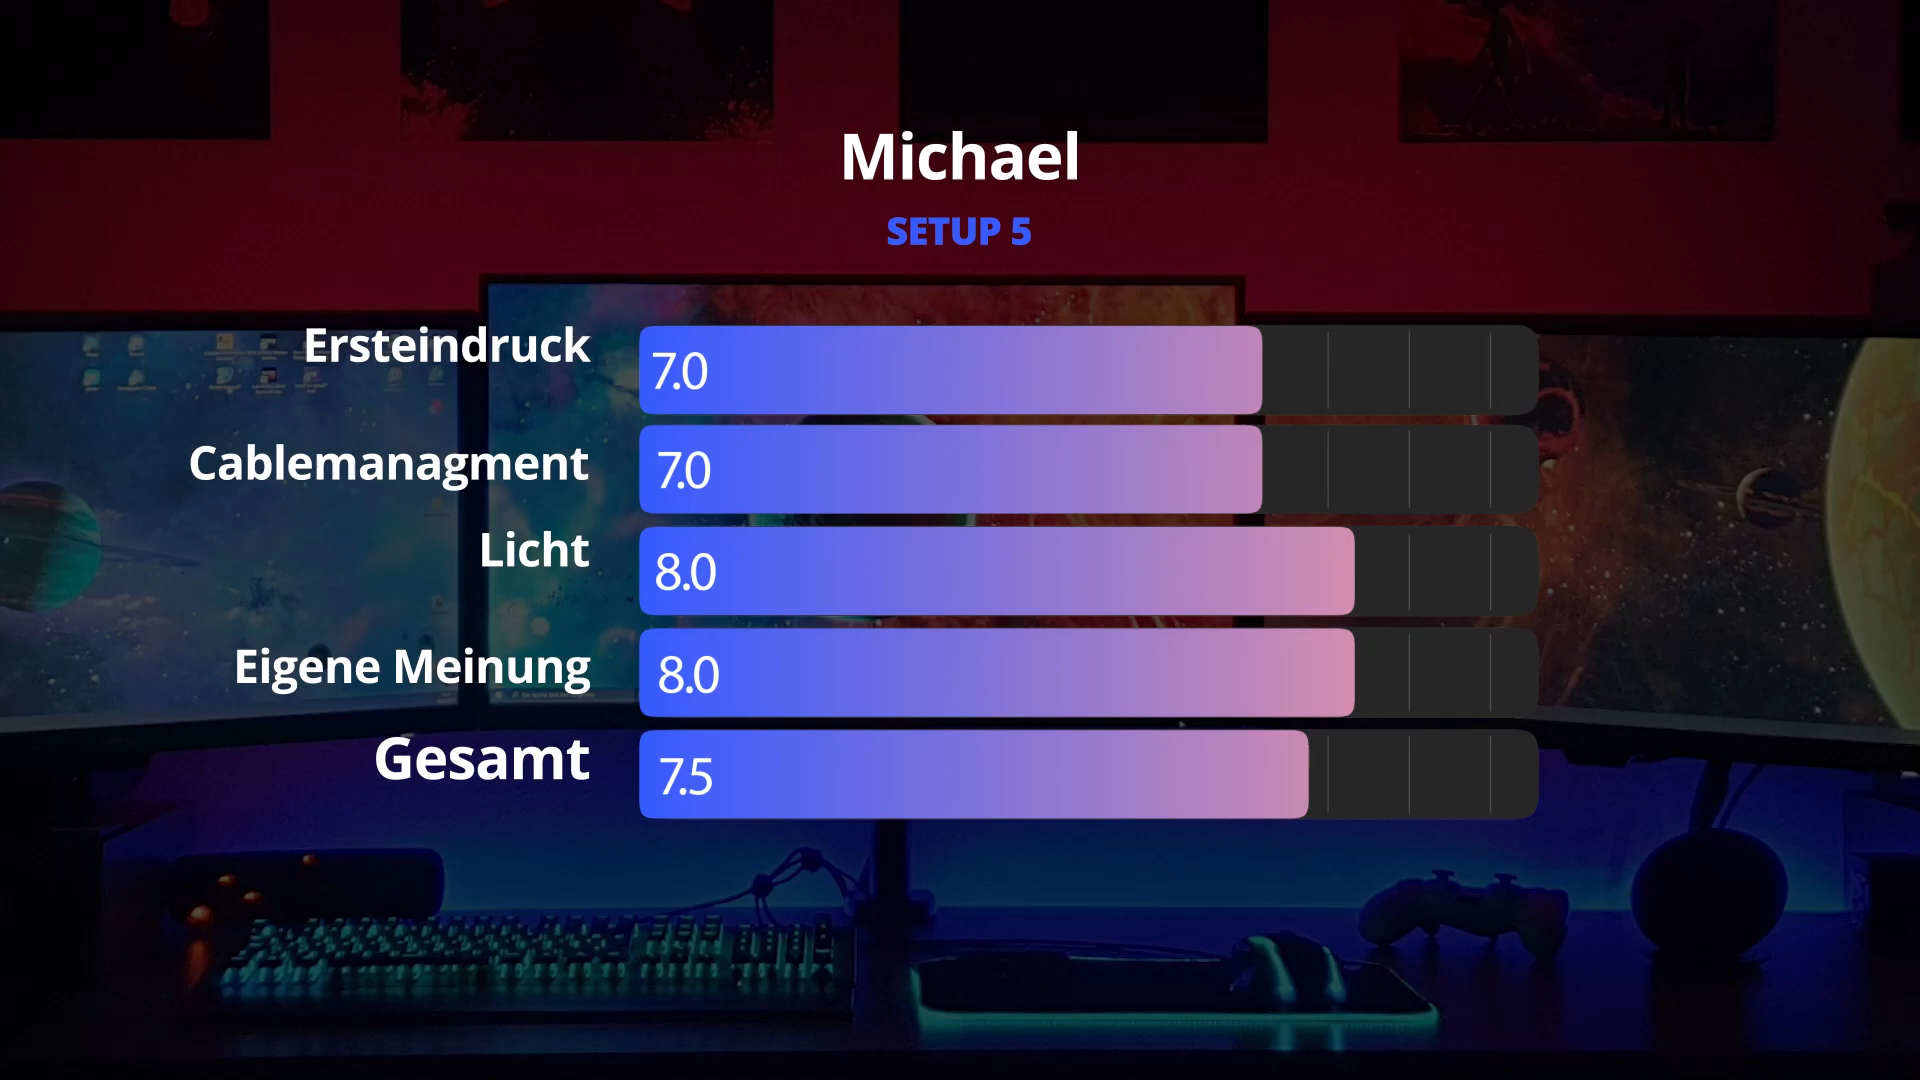 Michael
SETUP 5
Ersteindruck 7.0
Cablemanagment 7.0
Licht 8.0
Eigene Meinung 8.0
Gesamt 7.5